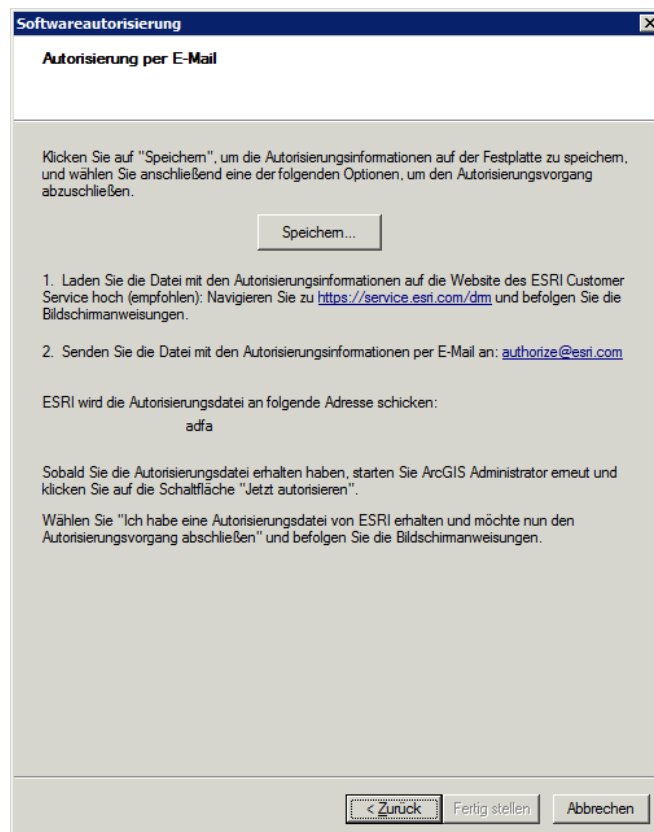 Softwareautorisierung
Autorisierung per E-Mail
Klicken Sie auf "Speichern", um die Autorisierungsinformationen auf der Festplatte zu speichern,
und wählen Sie anschließend eine der folgenden Optionen, um den Autorisierungsvorgang
abzuschließen.
Speichern...
1. Laden Sie die Datei mit den Autorisierungsinformationen auf die Website des ESRI Customer
Service hoch (empfohlen): Navigieren Sie zu https://service.esri.com/drm und befolgen Sie die
Bildschirmanweisungen.
2. Senden Sie die Datei mit den Autorisierungsinformationen per E-Mail an: authorize@esri.com
ESRI wird die Autorisierungsdatei an folgende Adresse schicken:
adfa
Sobald Sie die Autorisierungsdatei erhalten haben, starten Sie ArcGIS Administrator erneut und
klicken Sie auf die Schaltfläche "Jetzt autorisieren".
Wählen Sie "Ich habe eine Autorisierungsdatei von ESRI erhalten und möchte nun den
Autorisierungsvorgang abschließen" und befolgen Sie die Bildschirmanweisungen.
< Zurück Fertig stellen Abbrechen